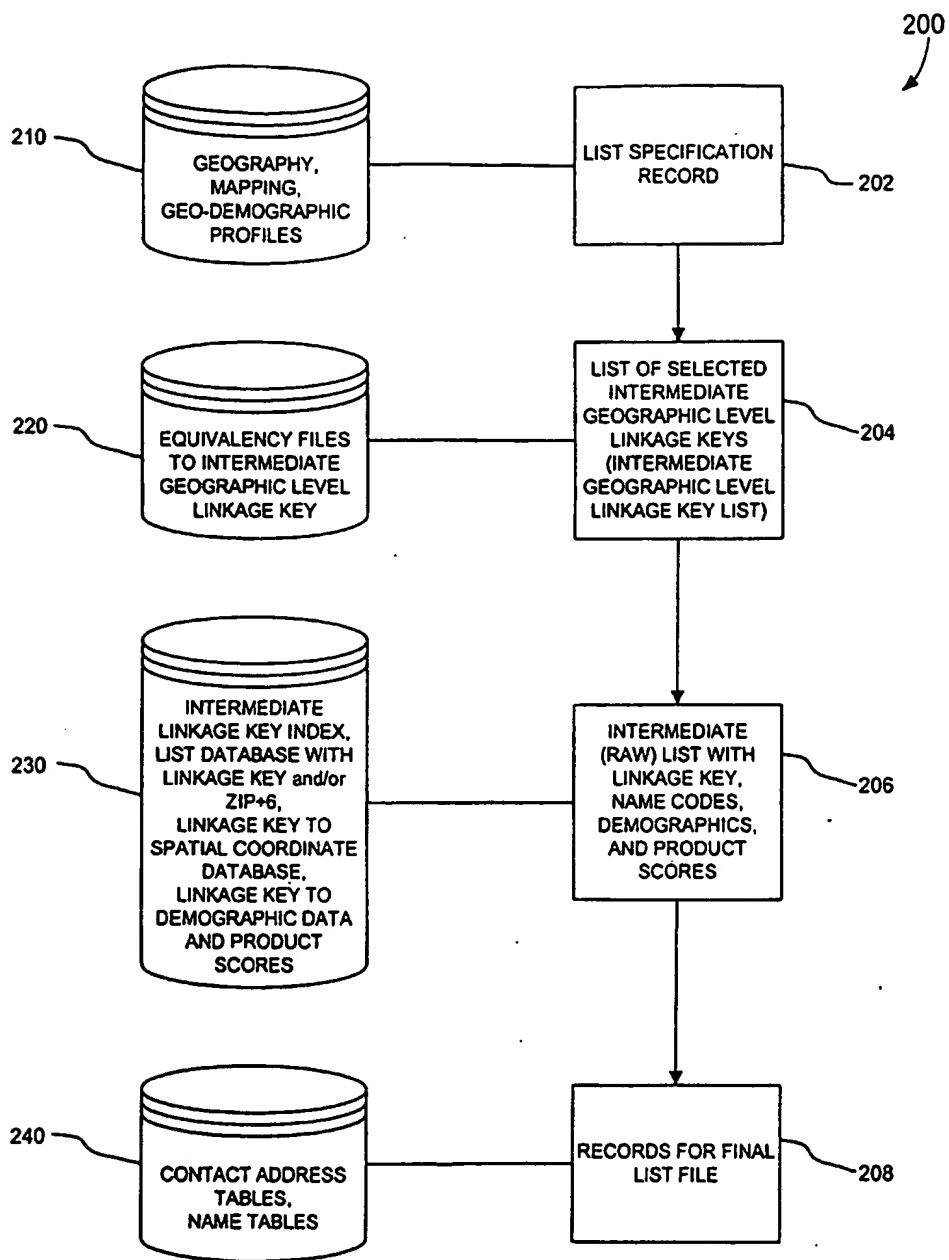 200
210
GEOGRAPHY,
MAPPING,
GEO-DEMOGRAPHIC
PROFILES
LIST SPECIFICATION
RECORD
202
220
EQUIVALENCY FILES
TO INTERMEDIATE
GEOGRAPHIC LEVEL
LINKAGE KEY
LIST OF SELECTED
INTERMEDIATE
GEOGRAPHIC LEVEL
LINKAGE KEYS
(INTERMEDIATE
GEOGRAPHIC LEVEL
LINKAGE KEY LIST)
204
230
INTERMEDIATE
LINKAGE KEY INDEX,
LIST DATABASE WITH
LINKAGE KEY and/or
ZIP+6,
LINKAGE KEY TO
SPATIAL COORDINATE
DATABASE,
LINKAGE KEY TO
DEMOGRAPHIC DATA
AND PRODUCT
SCORES
INTERMEDIATE
(RAW) LIST WITH
LINKAGE KEY,
NAME CODES,
DEMOGRAPHICS,
AND PRODUCT
SCORES
206
240
CONTACT ADDRESS
TABLES,
NAME TABLES
RECORDS FOR FINAL
LIST FILE
208